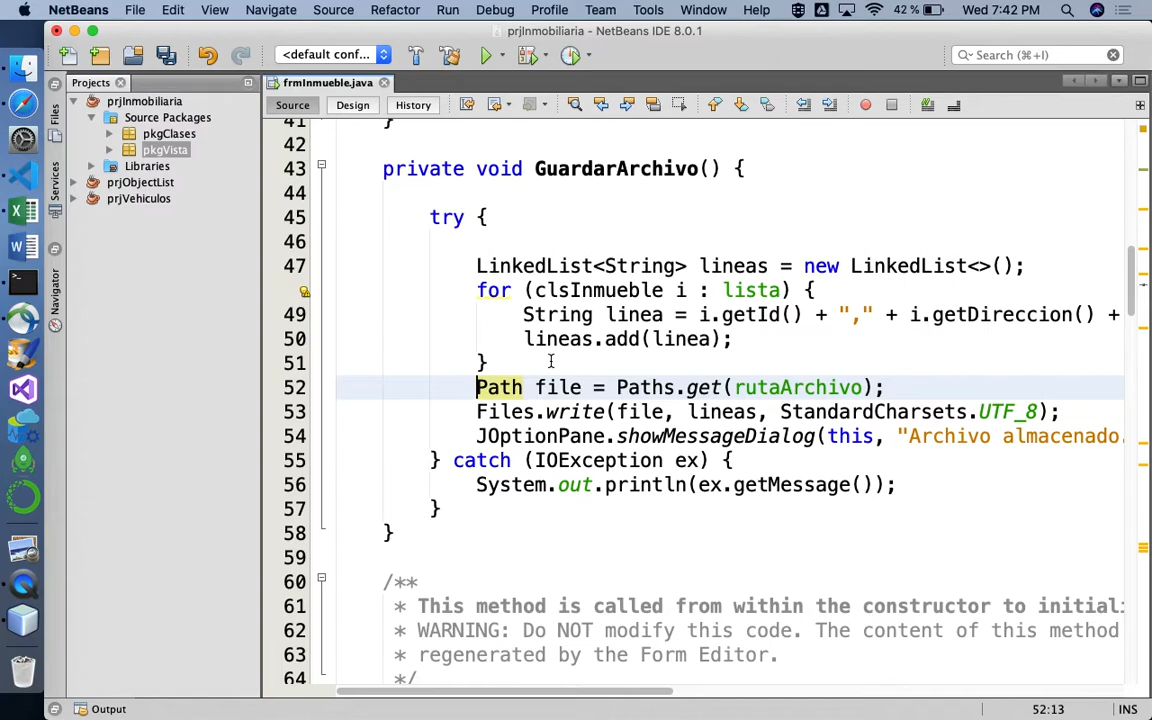 NetBeans File Edit View Navigate Source Refactor Run Debug Profile Team Tools Window Help 42 % Wed 7:42 PM
prjInmobiliaria - NetBeans IDE 8.0.1
<default conf...
Search (⌘+I)
Projects
frmInmueble.java
Source Design History
Files
Services
Navigator
prjInmobiliaria
Source Packages
pkgClases
pkgVista
Libraries
prjObjectList
prjVehiculos
41 }
42
43 private void GuardarArchivo() {
44
45 try {
46
47 LinkedList<String> lineas = new LinkedList<>();
for (clsInmueble i : lista) {
49 String linea = i.getId() + "," + i.getDireccion() +
50 lineas.add(linea);
51 }
52 Path file = Paths.get(rutaArchivo);
53 Files.write(file, lineas, StandardCharsets.UTF_8);
54 JOptionPane.showMessageDialog(this, "Archivo almacenado.
55 } catch (IOException ex) {
56 System.out.println(ex.getMessage());
57 }
58 }
59
60 /**
61 * This method is called from within the constructor to initiali
62 * WARNING: Do NOT modify this code. The content of this method
63 * regenerated by the Form Editor.
64 */
Output
52:13 INS